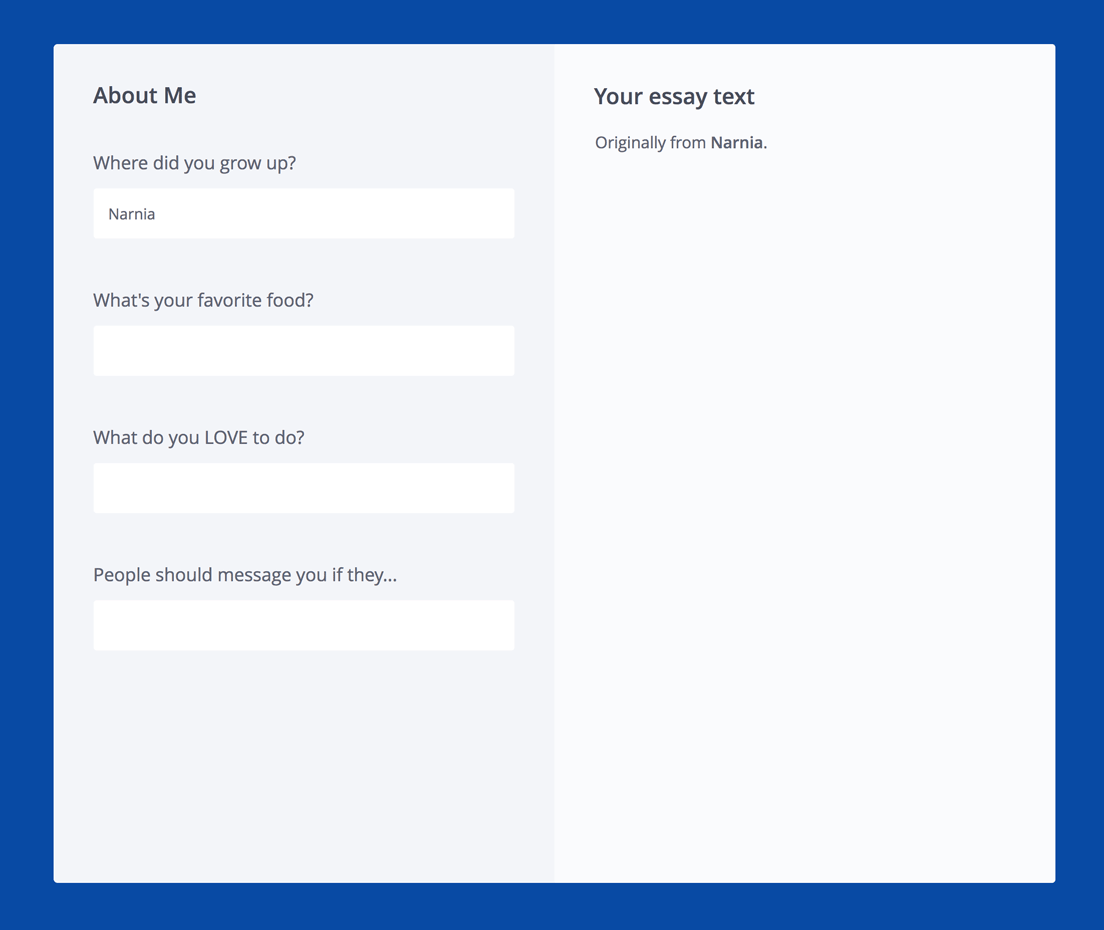 About Me
Where did you grow up?
Narnia
What's your favorite food?
What do you LOVE to do?
People should message you if they...
Your essay text
Originally from Narnia.